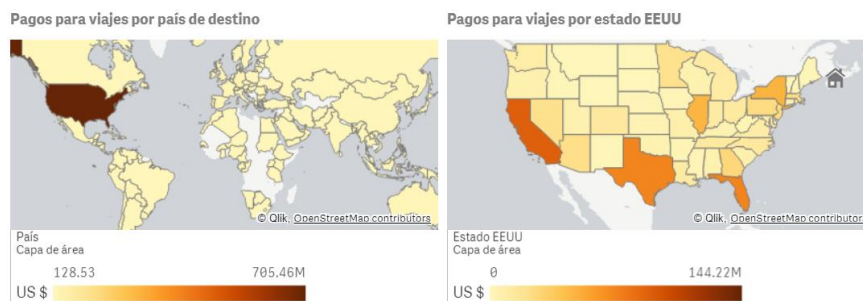 Pagos para viajes por país de destino
© Qlik, OpenStreetMap contributors
País
Capa de área
128.53 705.46M
US $
Pagos para viajes por estado EEUU
© Qlik, OpenStreetMap contributor
Estado EEUU
Capa de área
0 144.22M
US $